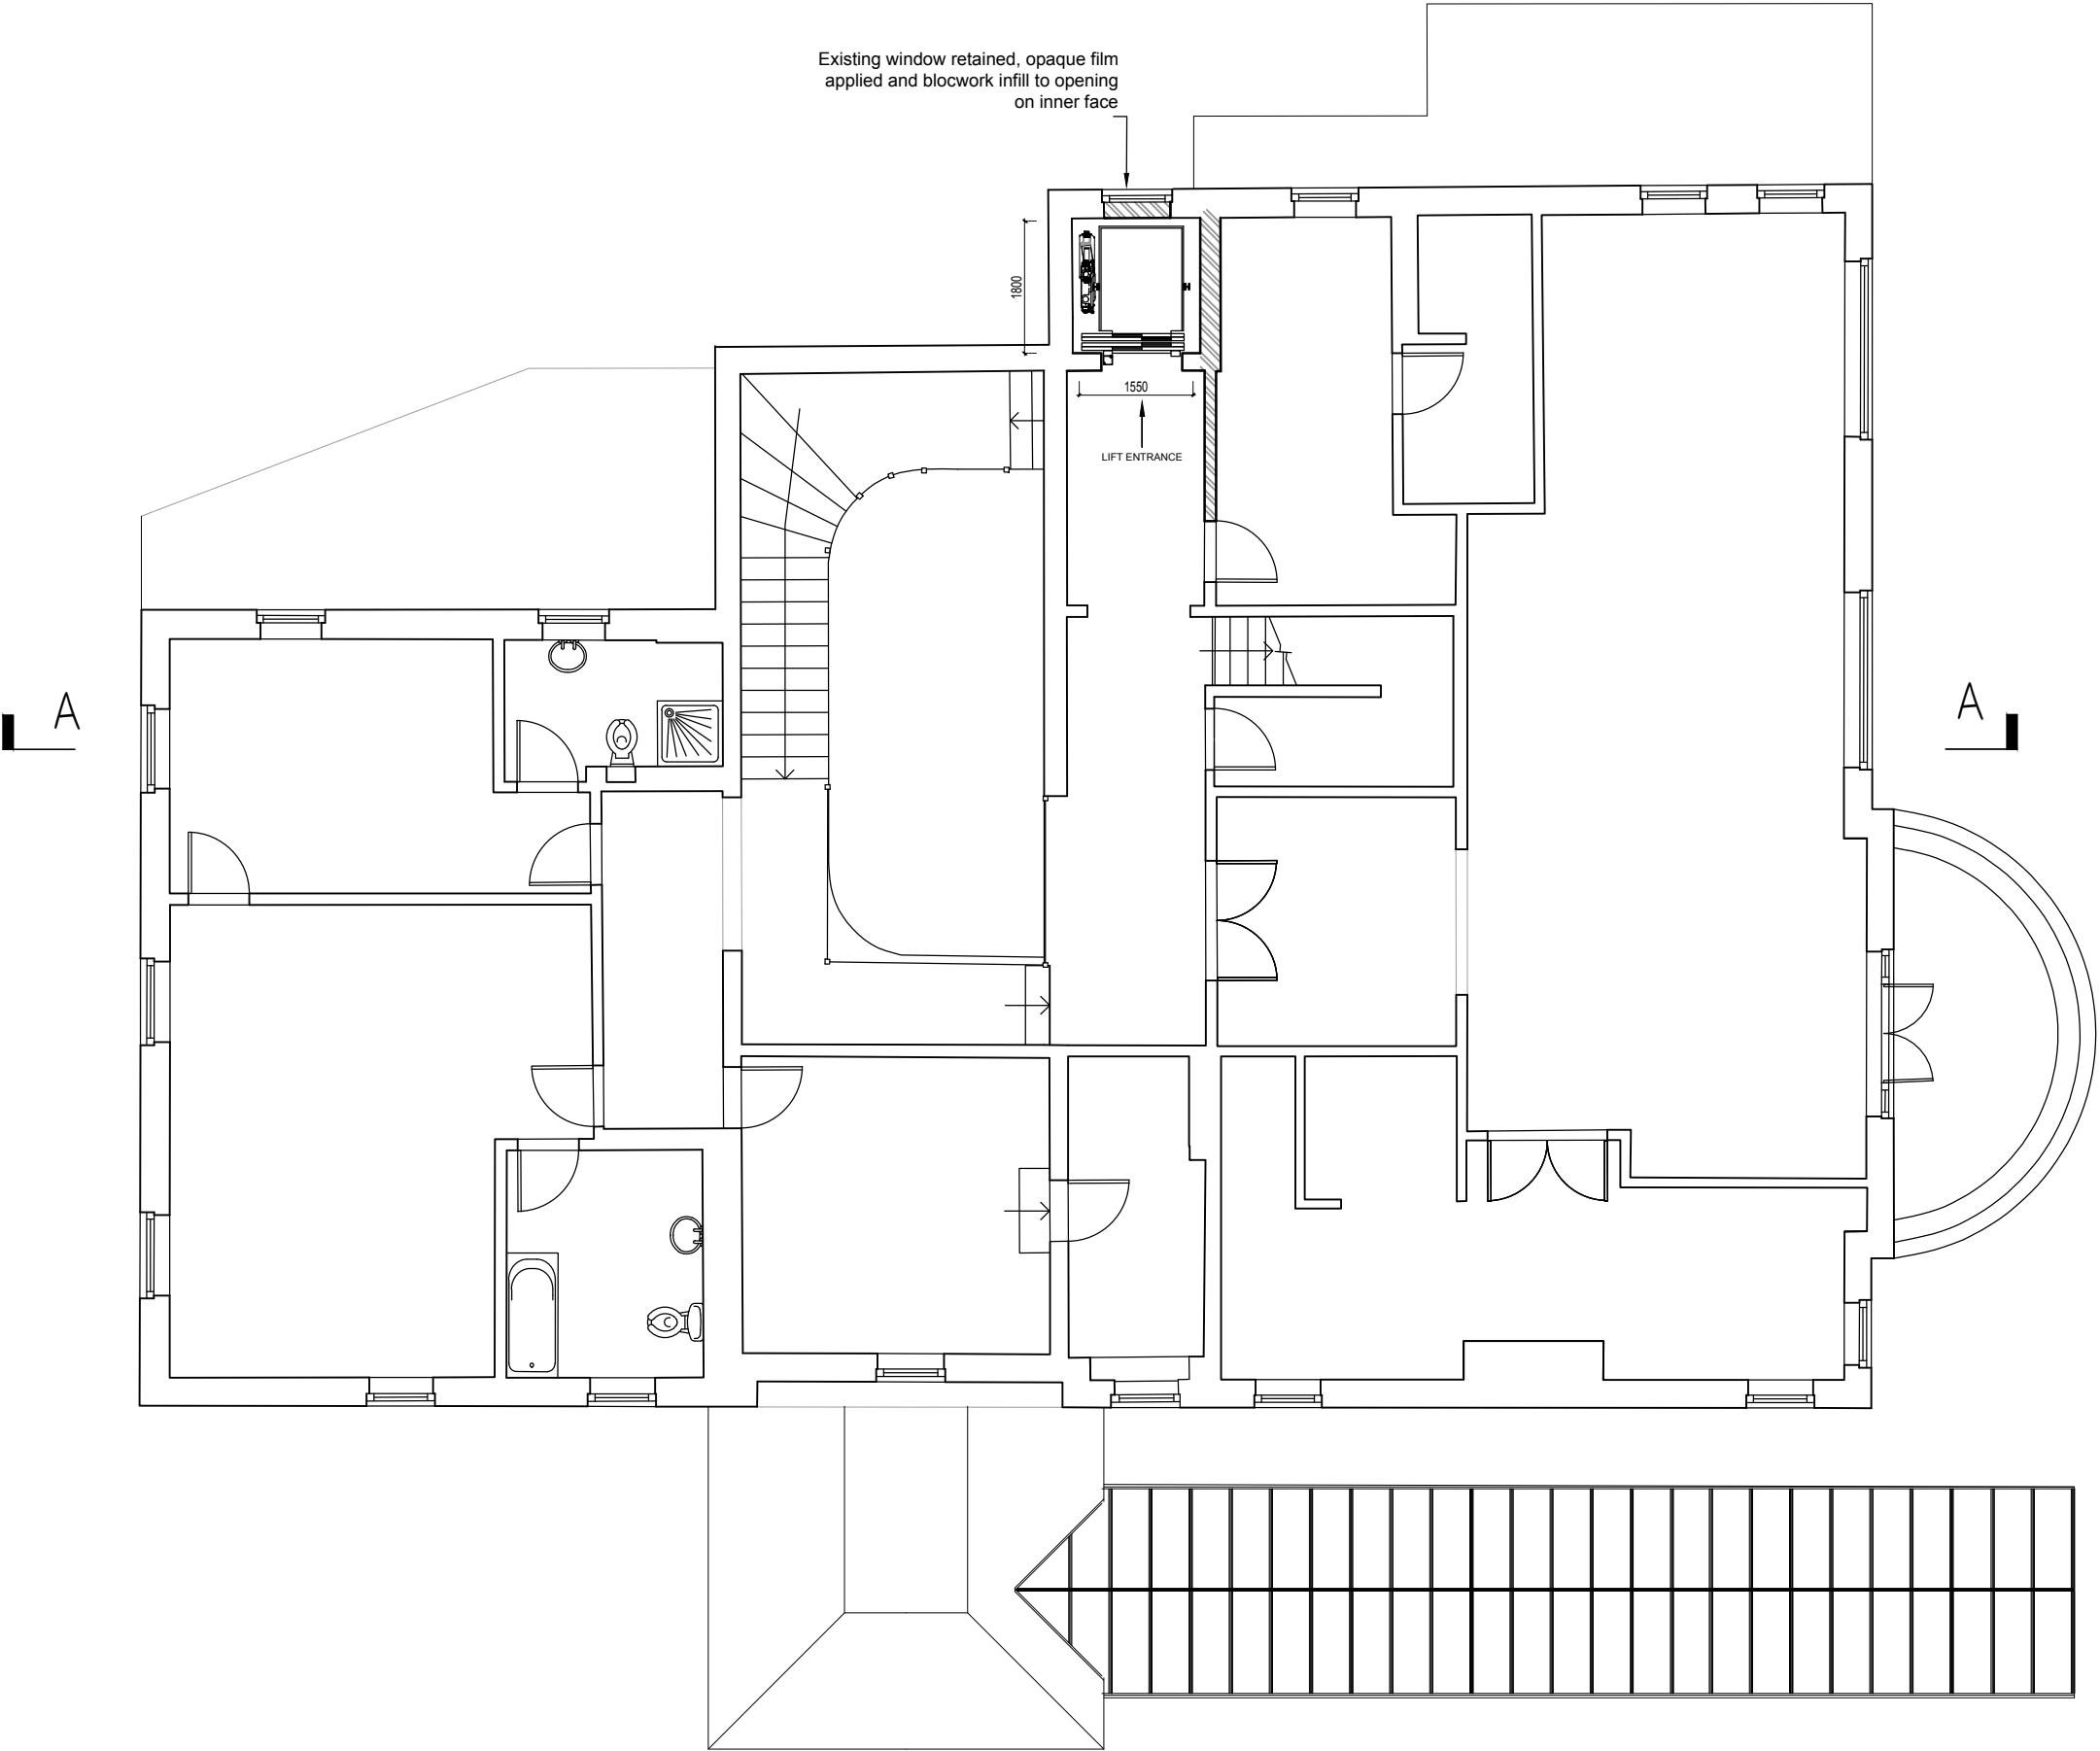 Existing window retained, opaque film
applied and blocwork infill to opening
on inner face
1800
1550
LIFT ENTRANCE
A
A